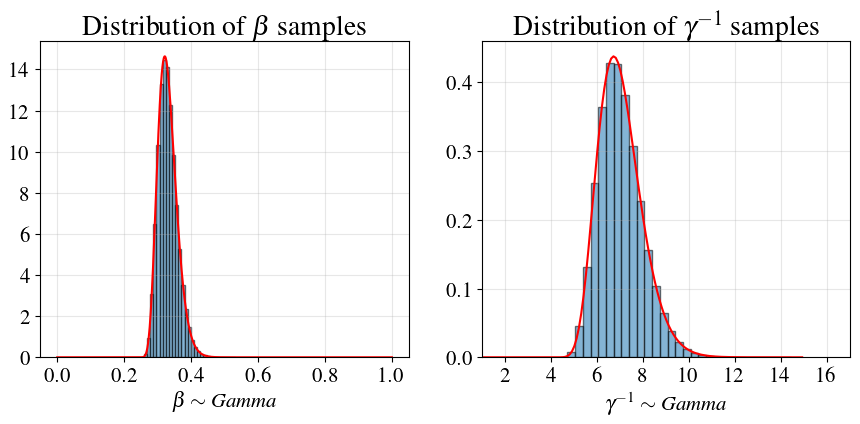 Distribution of β samples
14
12
10
8
6
4
2
0
0.0 0.2 0.4 0.6 0.8 1.0
β ~ Gamma
Distribution of γ⁻¹ samples
0.4
0.3
0.2
0.1
0.0
2 4 6 8 10 12 14 16
γ⁻¹ ~ Gamma